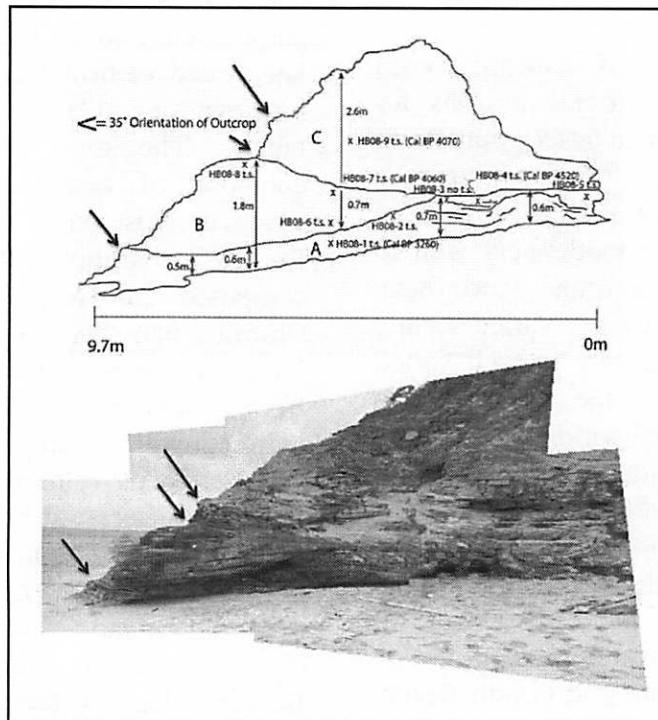 2.6m
<= 35° Orientation of Outcrop
C
HB08-9 t.s. (Cal BP 4070)
HB08-8 t.s.
HB08-7 t.s. (Cal BP 4060)
HB08-4 t.s. (Cal BP 4520)
HB08-3 no t.s.
HB08-5 t.s.
1.8m
0.7m
B
HB08-6 t.s.
HB08-2 t.s.
0.7m
0.6m
A
HB08-1 t.s. (Cal BP 3260)
0.6m
0.5m
9.7m
0m